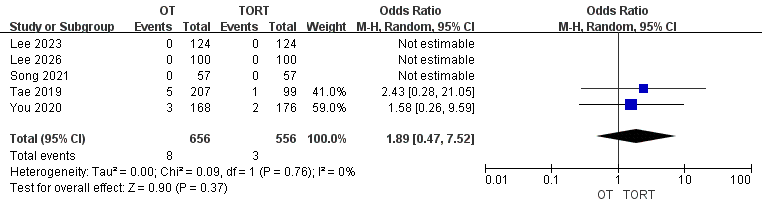 OT TORT Odds Ratio Odds Ratio
Study or Subgroup Events Total Events Total Weight M-H, Random, 95% CI M-H, Random, 95% CI
Lee 2023 0 124 0 124 Not estimable
Lee 2026 0 100 0 100 Not estimable
Song 2021 0 57 0 57 Not estimable
Tae 2019 5 207 1 99 41.0% 2.43 [0.28, 21.05]
You 2020 3 168 2 176 59.0% 1.58 [0.26, 9.59]
Total (95% CI) 656 556 100.0% 1.89 [0.47, 7.52]
Total events 8 3
Heterogeneity: Tau² = 0.00; Chi² = 0.09, df = 1 (P = 0.76); I² = 0%
Test for overall effect: Z = 0.90 (P = 0.37)
0.01 0.1 1 10 100
OT TORT